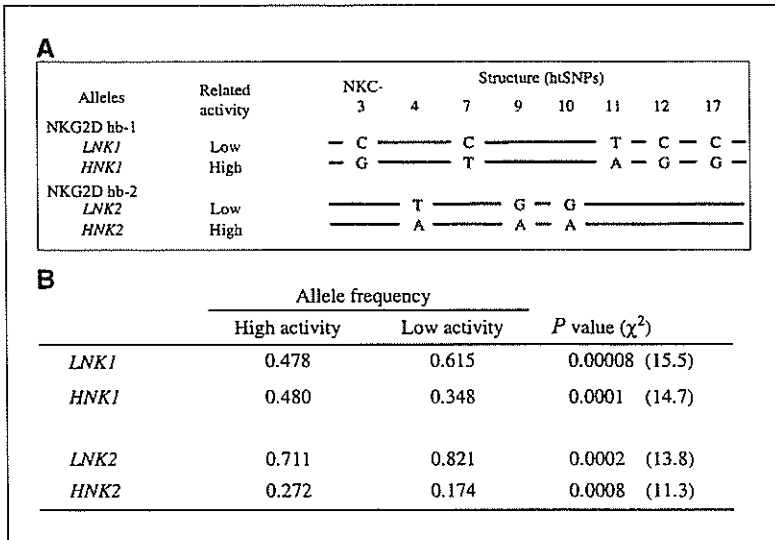 A
Alleles Related activity NKC- Structure (htSNPs)
3 4 7 9 10 11 12 17
NKG2D hb-1
LNK1 Low C C T C C
HNK1 High G T A G G
NKG2D hb-2
LNK2 Low T G G
HNK2 High A A A
B
Allele frequency
High activity Low activity P value (χ²)
LNK1 0.478 0.615 0.00008 (15.5)
HNK1 0.480 0.348 0.0001 (14.7)
LNK2 0.711 0.821 0.0002 (13.8)
HNK2 0.272 0.174 0.0008 (11.3)